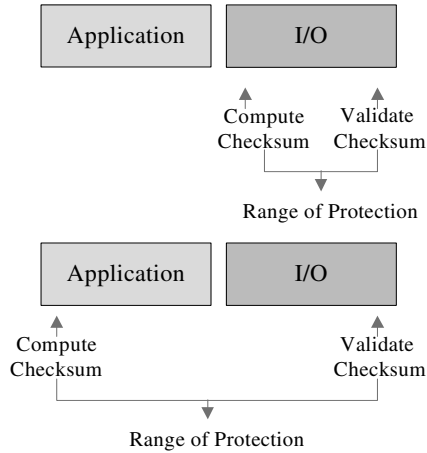 Application I/O
Compute Validate
Checksum Checksum
Range of Protection
Application I/O
Compute Validate
Checksum Checksum
Range of Protection